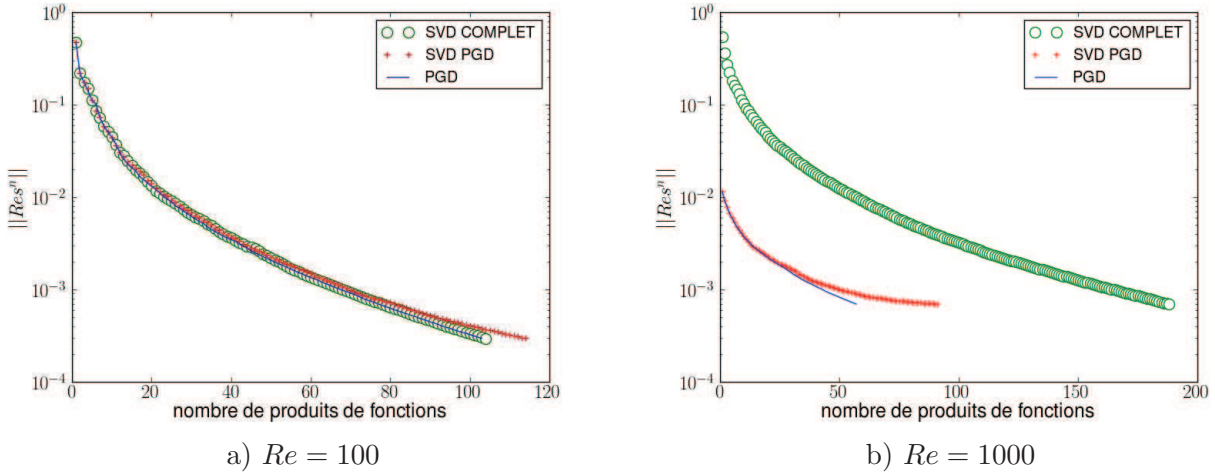 10^0
10^-1
10^-2
10^-3
10^-4
||Res^n||
0 20 40 60 80 100 120
nombre de produits de fonctions
SVD COMPLET
SVD PGD
PGD
a) Re = 100
10^0
10^-1
10^-2
10^-3
10^-4
||Res^n||
0 50 100 150 200
nombre de produits de fonctions
SVD COMPLET
SVD PGD
PGD
b) Re = 1000